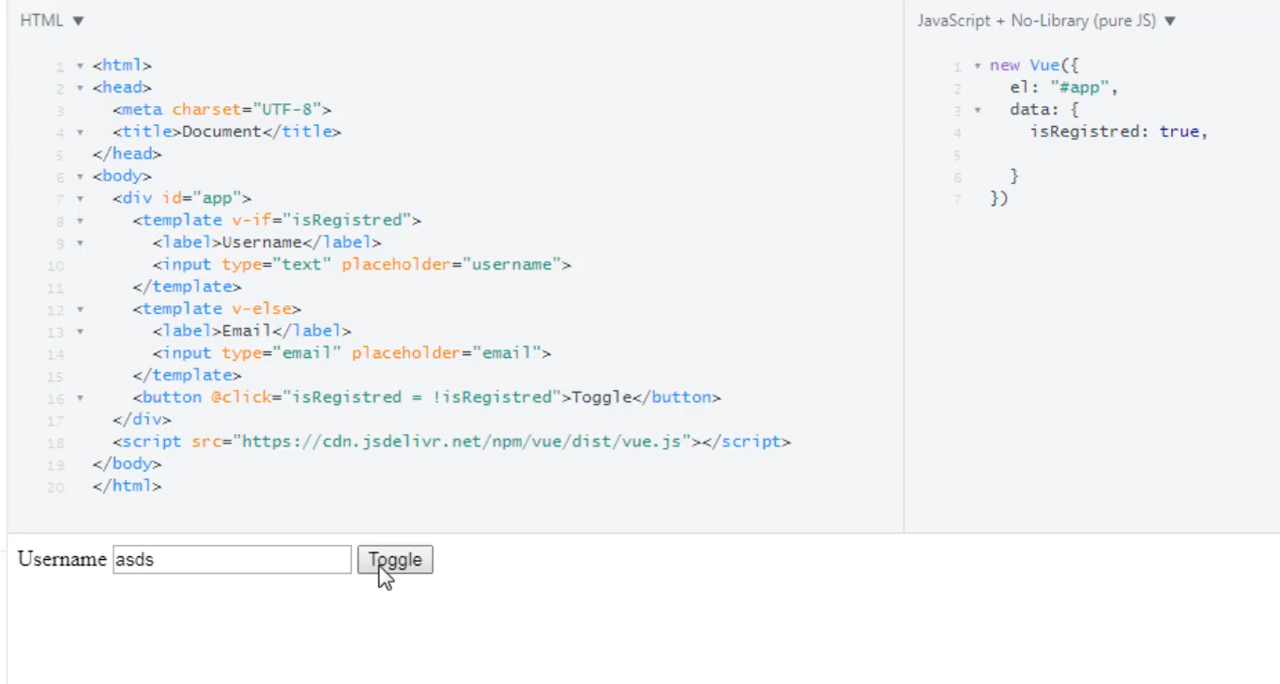 HTML ▼
1 ▾ <html>
2 ▾ <head>
3 <meta charset="UTF-8">
4 ▾ <title>Document</title>
5 </head>
6 ▾ <body>
7 ▾ <div id="app">
8 ▾ <template v-if="isRegistred">
9 ▾ <label>Username</label>
10 <input type="text" placeholder="username">
11 </template>
12 ▾ <template v-else>
13 ▾ <label>Email</label>
14 <input type="email" placeholder="email">
15 </template>
16 ▾ <button @click="isRegistred = !isRegistred">Toggle</button>
17 </div>
18 <script src="https://cdn.jsdelivr.net/npm/vue/dist/vue.js"></script>
19 </body>
20 </html>
JavaScript + No-Library (pure JS) ▼
1 ▾ new Vue({
2 el: "#app",
3 ▾ data: {
4 isRegistred: true,
5
6 }
7 })
Username asds Toggle